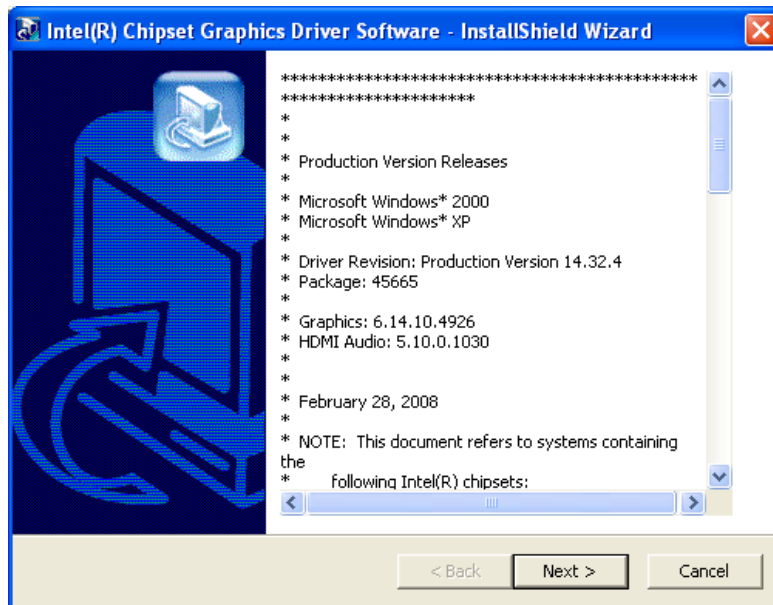 Intel(R) Chipset Graphics Driver Software - InstallShield Wizard
*********************************************
*********************
*
*
* Production Version Releases
*
* Microsoft Windows* 2000
* Microsoft Windows* XP
*
* Driver Revision: Production Version 14.32.4
* Package: 45665
*
* Graphics: 6.14.10.4926
* HDMI Audio: 5.10.0.1030
*
*
* February 28, 2008
*
* NOTE:  This document refers to systems containing
the
*       following Intel(R) chipsets:
< Back
Next >
Cancel